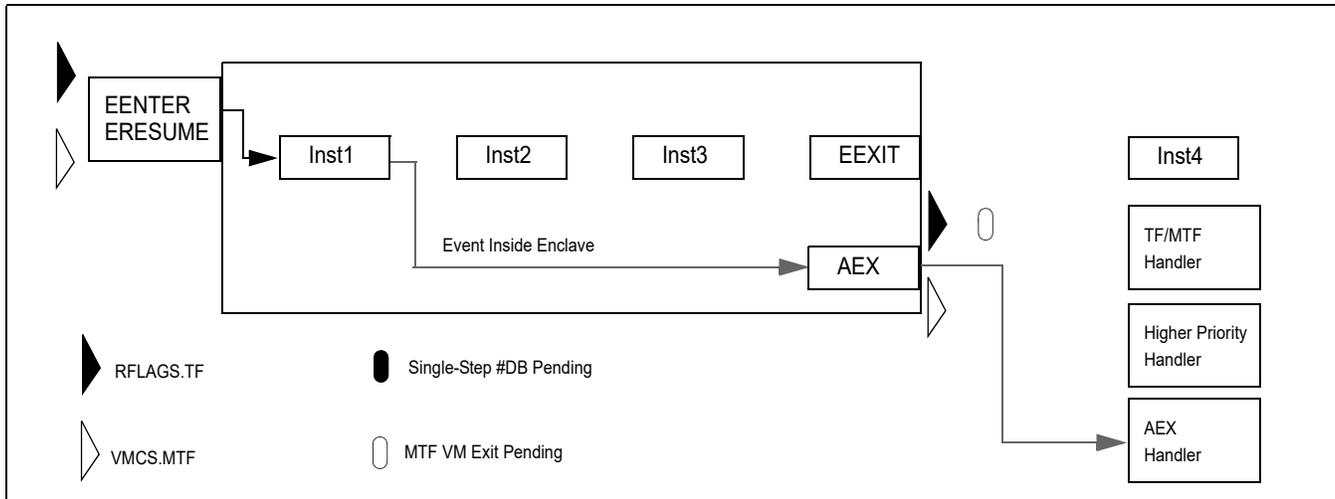 EENTER
ERESUME
Inst1
Inst2
Inst3
EEXIT
Inst4
Event Inside Enclave
AEX
TF/MTF
Handler
Higher Priority
Handler
AEX
Handler
RFLAGS.TF
Single-Step #DB Pending
VMCS.MTF
MTF VM Exit Pending